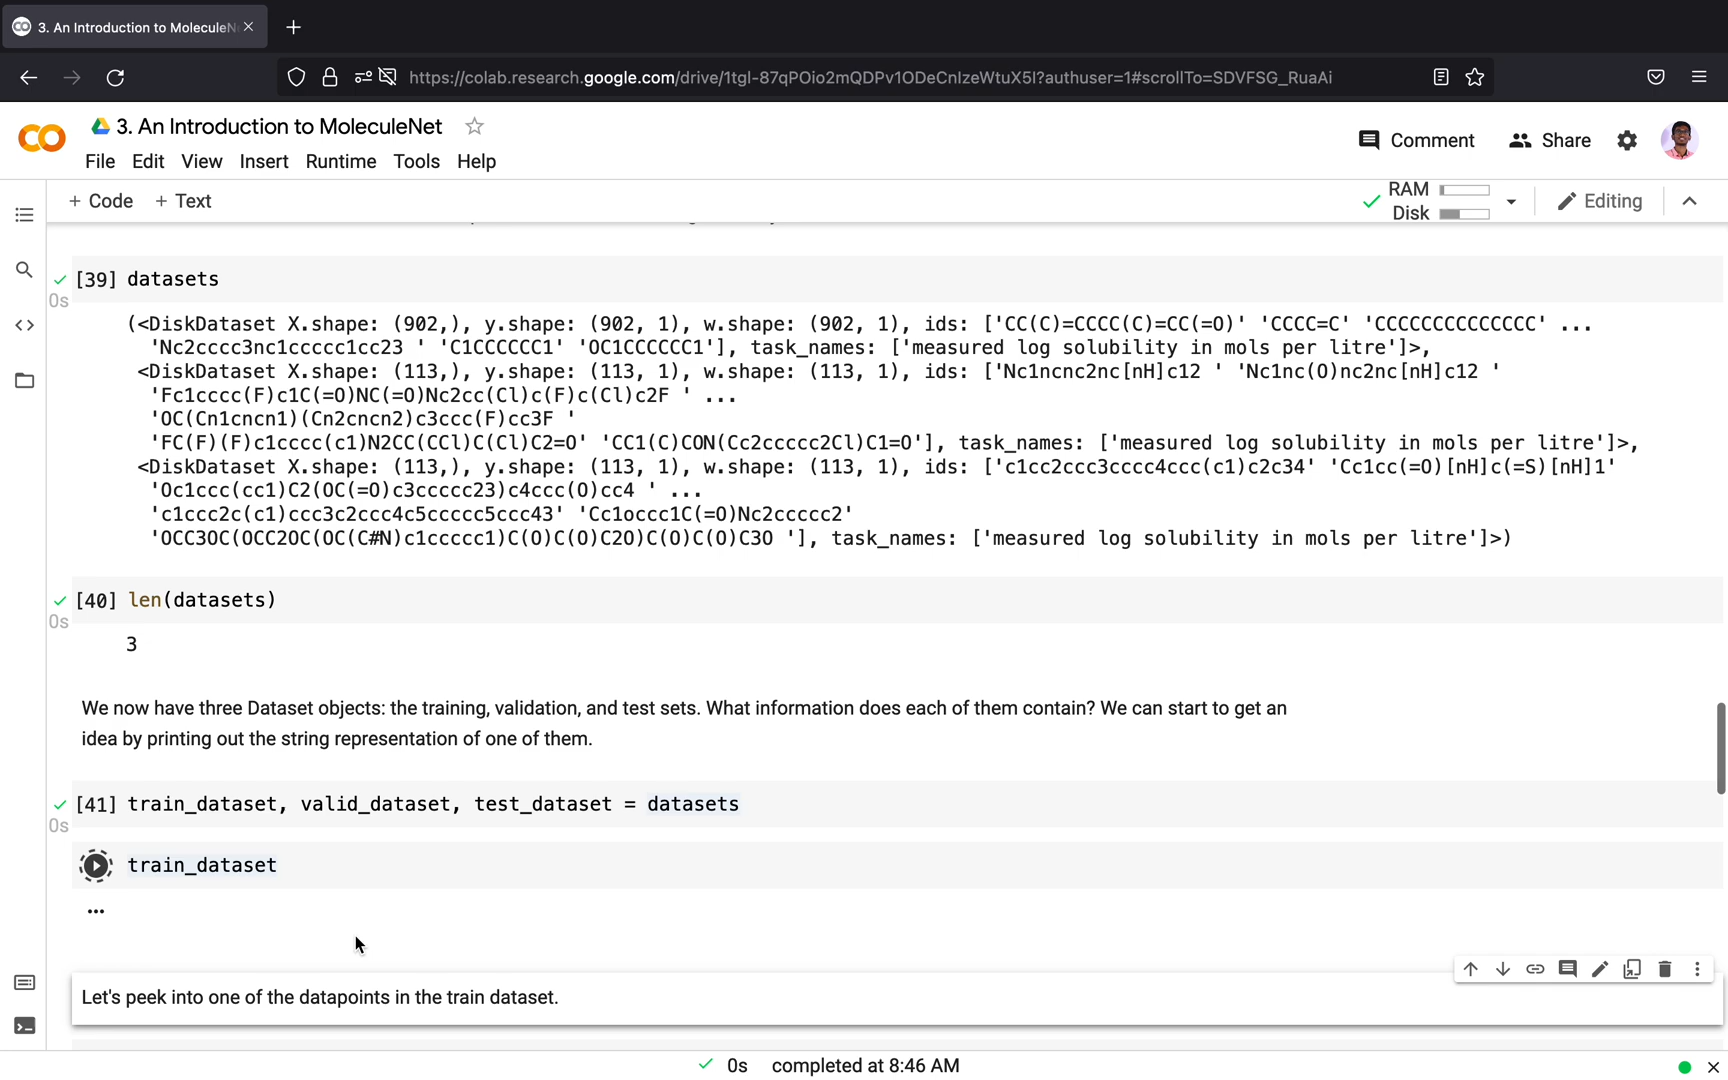 3. An Introduction to MoleculeN
https://colab.research.google.com/drive/1tgl-87qPOio2mQDPv1ODeCnIzeWtuX5I?authuser=1#scrollTo=SDVFSG_RuaAi
3. An Introduction to MoleculeNet
Comment Share
File Edit View Insert Runtime Tools Help
+ Code + Text
RAM
Disk
Editing
[39] datasets
0s
(<DiskDataset X.shape: (902,), y.shape: (902, 1), w.shape: (902, 1), ids: ['CC(C)=CCCC(C)=CC(=O)' 'CCCC=C' 'CCCCCCCCCCCCCC' ...
'Nc2cccc3nc1ccccc1cc23 ' 'C1CCCCCC1' 'OC1CCCCCC1'], task_names: ['measured log solubility in mols per litre']>,
<DiskDataset X.shape: (113,), y.shape: (113, 1), w.shape: (113, 1), ids: ['Nc1ncnc2nc[nH]c12 ' 'Nc1nc(O)nc2nc[nH]c12 '
'Fc1cccc(F)c1C(=O)NC(=O)Nc2cc(Cl)c(F)c(Cl)c2F ' ...
'OC(Cn1cncn1)(Cn2cncn2)c3ccc(F)cc3F '
'FC(F)(F)c1cccc(c1)N2CC(CCl)C(Cl)C2=O' 'CC1(C)CON(Cc2ccccc2Cl)C1=O'], task_names: ['measured log solubility in mols per litre']>,
<DiskDataset X.shape: (113,), y.shape: (113, 1), w.shape: (113, 1), ids: ['c1cc2ccc3cccc4ccc(c1)c2c34' 'Cc1cc(=O)[nH]c(=S)[nH]1'
'Oc1ccc(cc1)C2(OC(=O)c3ccccc23)c4ccc(O)cc4 ' ...
'c1ccc2c(c1)ccc3c2ccc4c5ccccc5ccc43' 'Cc1occc1C(=O)Nc2ccccc2'
'OCC3OC(OCC2OC(OC(C#N)c1ccccc1)C(O)C(O)C2O)C(O)C(O)C3O '], task_names: ['measured log solubility in mols per litre']>)
[40] len(datasets)
0s
3
We now have three Dataset objects: the training, validation, and test sets. What information does each of them contain? We can start to get an
idea by printing out the string representation of one of them.
[41] train_dataset, valid_dataset, test_dataset = datasets
0s
train_dataset
...
Let's peek into one of the datapoints in the train dataset.
0s completed at 8:46 AM